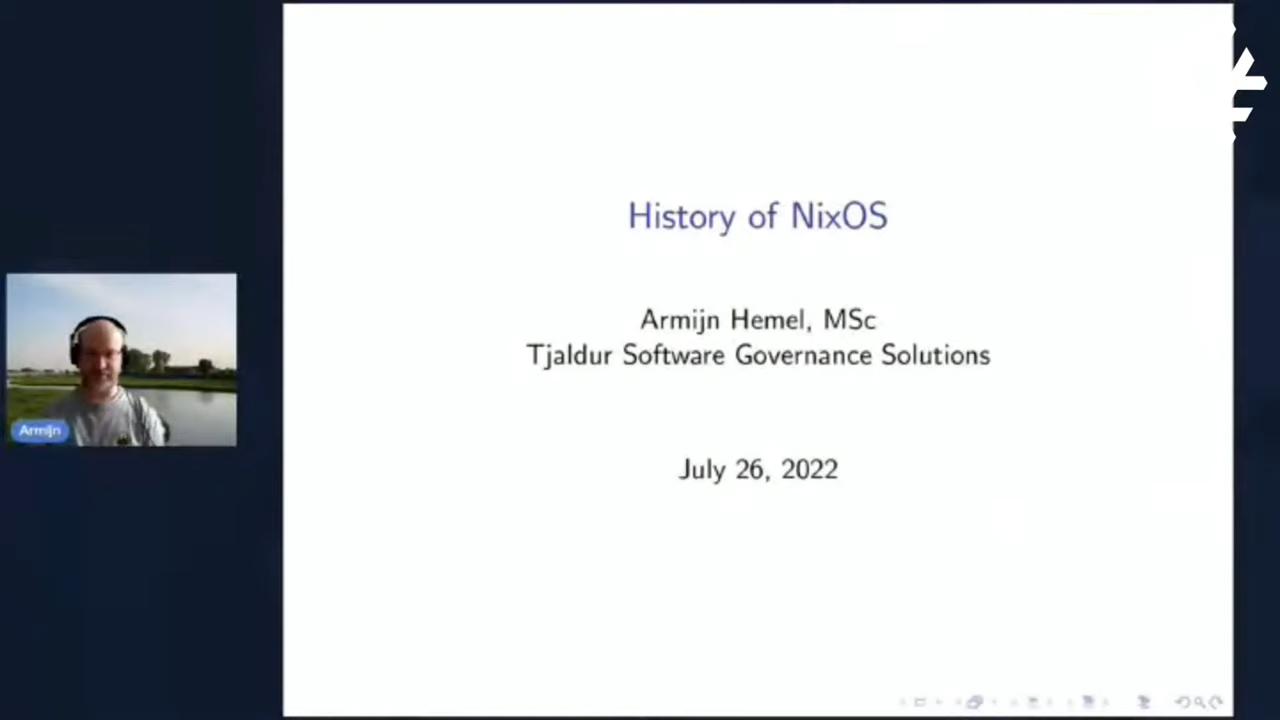 History of NixOS
Armijn Hemel, MSc
Tjaldur Software Governance Solutions
July 26, 2022
Armijn